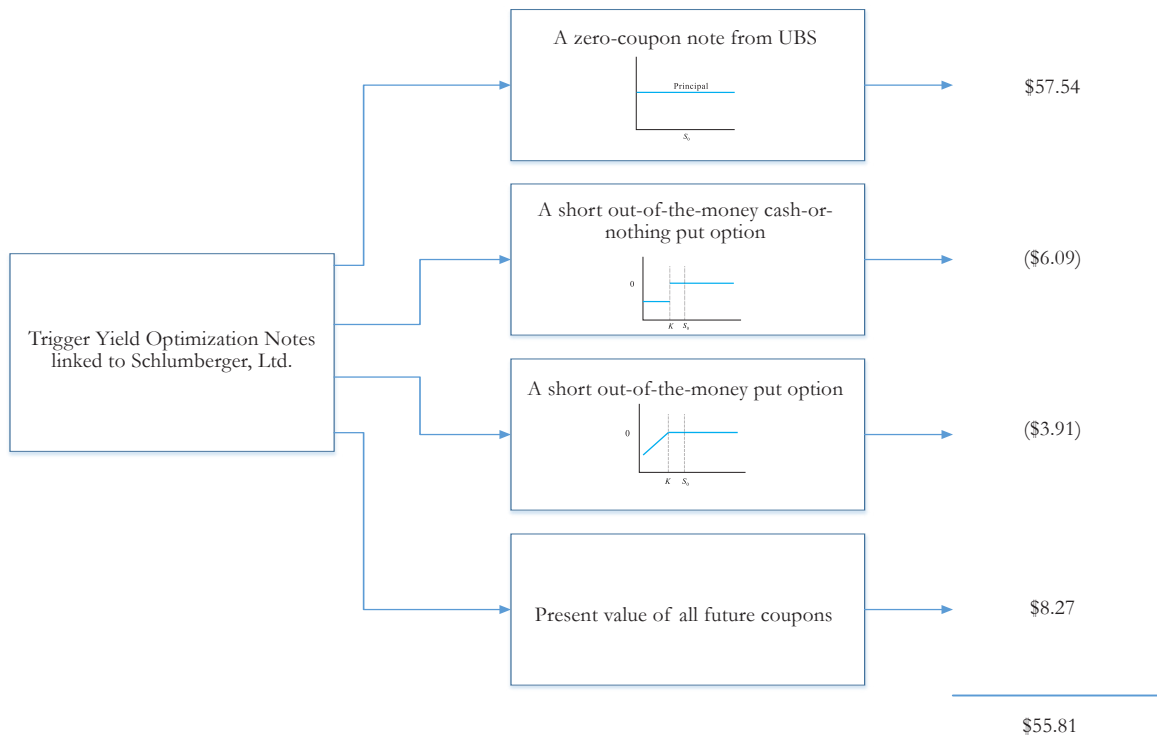 A zero-coupon note from UBS
Principal
S0
$57.54
A short out-of-the-money cash-or-
nothing put option
0
K S0
($6.09)
Trigger Yield Optimization Notes
linked to Schlumberger, Ltd.
A short out-of-the-money put option
0
K S0
($3.91)
Present value of all future coupons
$8.27
$55.81